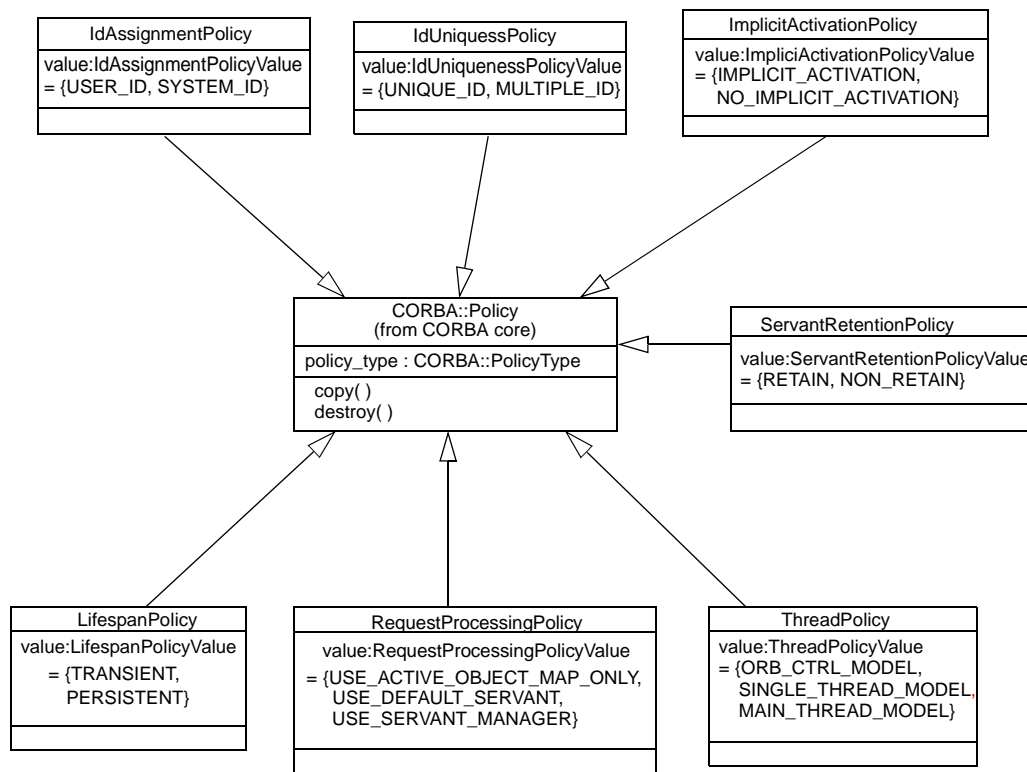 IdAssignmentPolicy
value:IdAssignmentPolicyValue
= {USER_ID, SYSTEM_ID}
IdUniquessPolicy
value:IdUniquenessPolicyValue
= {UNIQUE_ID, MULTIPLE_ID}
ImplicitActivationPolicy
value:ImpliciActivationPolicyValue
= {IMPLICIT_ACTIVATION,
NO_IMPLICIT_ACTIVATION}
CORBA::Policy
(from CORBA core)
policy_type : CORBA::PolicyType
copy( )
destroy( )
ServantRetentionPolicy
value:ServantRetentionPolicyValue
= {RETAIN, NON_RETAIN}
LifespanPolicy
value:LifespanPolicyValue
= {TRANSIENT,
PERSISTENT}
RequestProcessingPolicy
value:RequestProcessingPolicyValue
= {USE_ACTIVE_OBJECT_MAP_ONLY,
USE_DEFAULT_SERVANT,
USE_SERVANT_MANAGER}
ThreadPolicy
value:ThreadPolicyValue
= {ORB_CTRL_MODEL,
SINGLE_THREAD_MODEL,
MAIN_THREAD_MODEL}